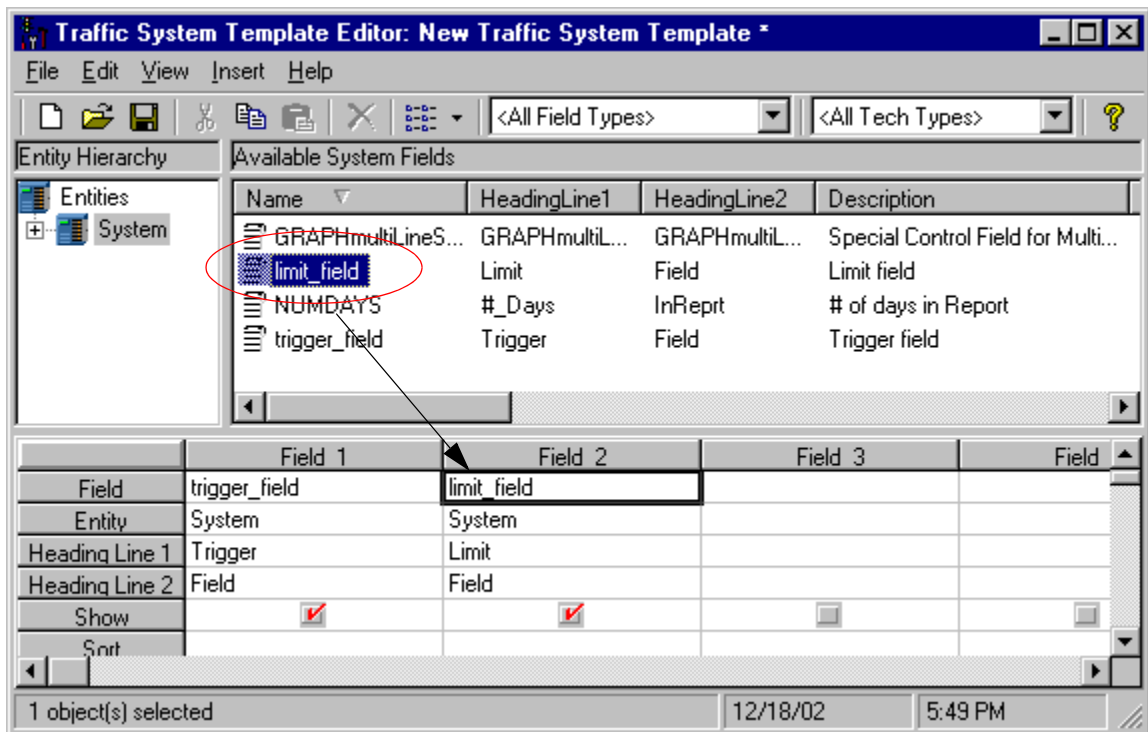 Traffic System Template Editor: New Traffic System Template *
File Edit View Insert Help
<All Field Types> <All Tech Types>
Entity Hierarchy Available System Fields
Entities
System
Name HeadingLine1 HeadingLine2 Description
GRAPHmultiLineS... GRAPHmultiL... GRAPHmultiL... Special Control Field for Multi...
limit_field Limit Field Limit field
NUMDAYS #_Days InReprt # of days in Report
trigger_field Trigger Field Trigger field
Field 1 Field 2 Field 3 Field
Field trigger_field limit_field
Entity System System
Heading Line 1 Trigger Limit
Heading Line 2 Field Field
Show
Sort
1 object(s) selected 12/18/02 5:49 PM